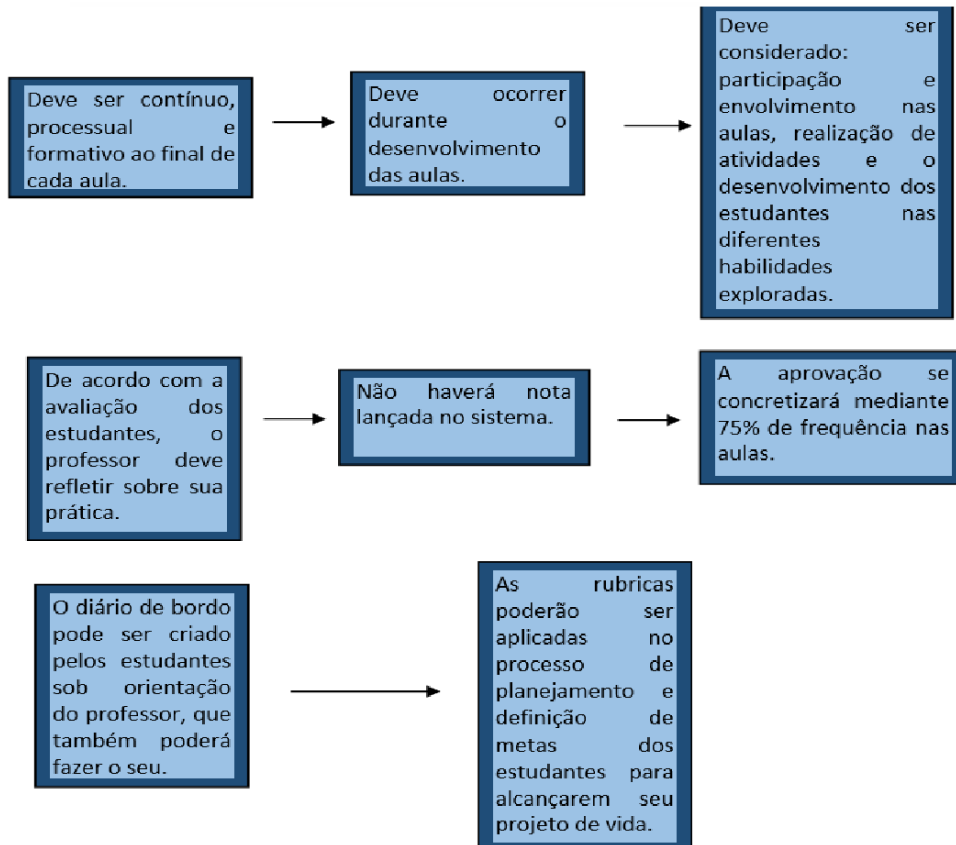 Deve ser contínuo,
processual e
formativo ao final de
cada aula.
Deve ocorrer
durante o
desenvolvimento
das aulas.
Deve ser
considerado:
participação e
envolvimento nas
aulas, realização de
atividades e o
desenvolvimento dos
estudantes nas
diferentes
habilidades
exploradas.
De acordo com a
avaliação dos
estudantes, o
professor deve
refletir sobre sua
prática.
Não haverá nota
lançada no sistema.
A aprovação se
concretizará mediante
75% de frequência nas
aulas.
O diário de bordo
pode ser criado
pelos estudantes
sob orientação
do professor, que
também poderá
fazer o seu.
As rubricas
poderão ser
aplicadas no
processo de
planejamento e
definição de
metas dos
estudantes para
alcançarem seu
projeto de vida.